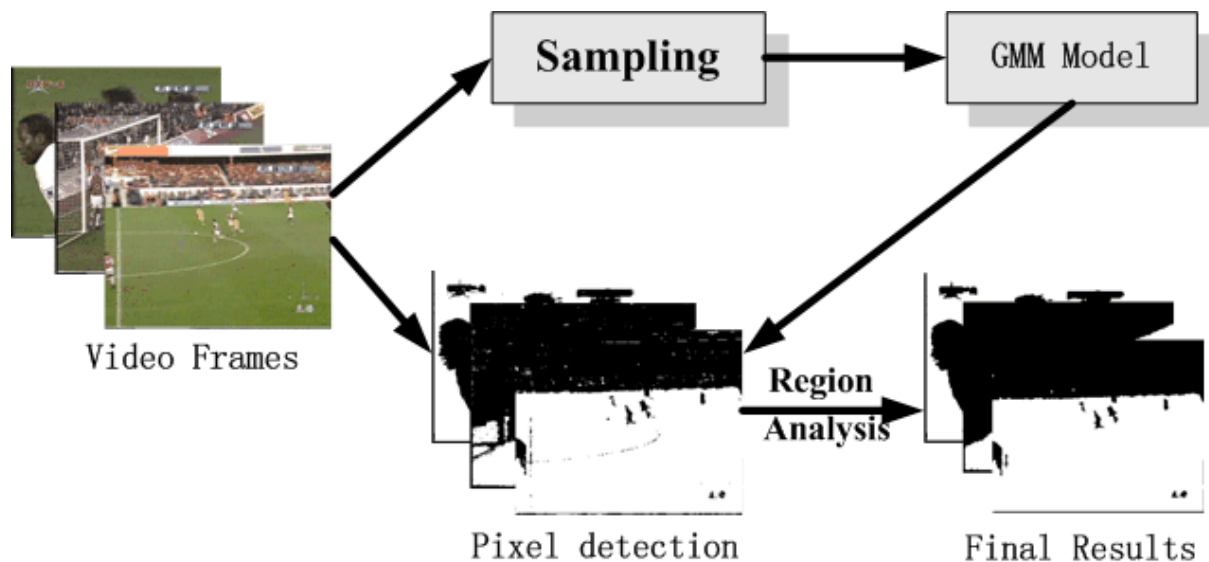 Sampling
GMM Model
Video Frames
Region
Analysis
Pixel detection
Final Results